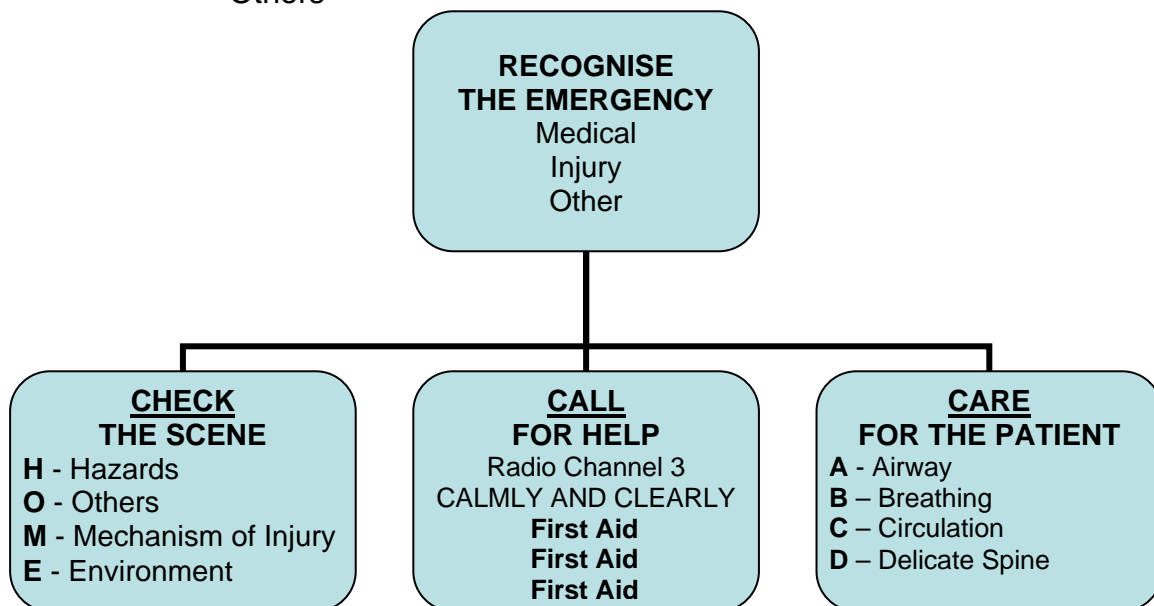 Others
RECOGNISE
THE EMERGENCY
Medical
Injury
Other
CHECK
THE SCENE
H - Hazards
O - Others
M - Mechanism of Injury
E - Environment
CALL
FOR HELP
Radio Channel 3
CALMLY AND CLEARLY
First Aid
First Aid
First Aid
CARE
FOR THE PATIENT
A - Airway
B – Breathing
C – Circulation
D – Delicate Spine